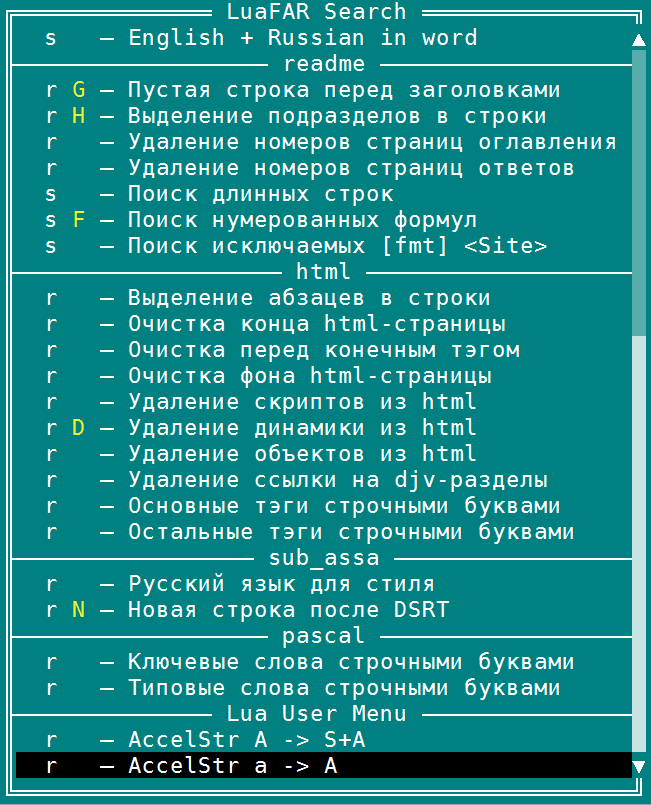 LuaFAR Search
s – English + Russian in word
readme
r G – Пустая строка перед заголовками
r H – Выделение подразделов в строки
r – Удаление номеров страниц оглавления
r – Удаление номеров страниц ответов
s – Поиск длинных строк
s F – Поиск нумерованных формул
s – Поиск исключаемых [fmt] <Site>
html
r – Выделение абзацев в строки
r – Очистка конца html-страницы
r – Очистка перед конечным тэгом
r – Очистка фона html-страницы
r – Удаление скриптов из html
r D – Удаление динамики из html
r – Удаление объектов из html
r – Удаление ссылки на djv-разделы
r – Основные тэги строчными буквами
r – Остальные тэги строчными буквами
sub_assa
r – Русский язык для стиля
r N – Новая строка после DSRT
pascal
r – Ключевые слова строчными буквами
r – Типовые слова строчными буквами
Lua User Menu
r – AccelStr A -> S+A
r – AccelStr a -> A